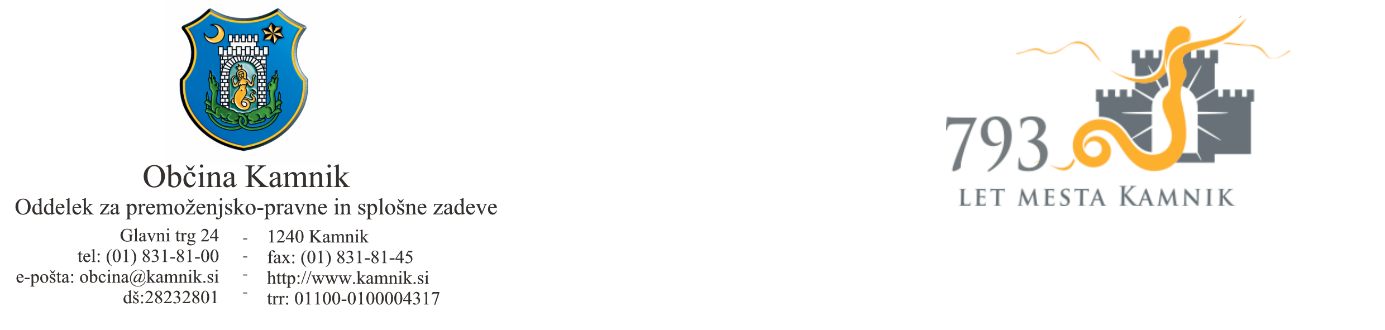 Občina Kamnik
Oddelek za premoženjsko-pravne in splošne zadeve
Glavni trg 24 - 1240 Kamnik
tel: (01) 831-81-00 - fax: (01) 831-81-45
e-pošta: obcina@kamnik.si - http://www.kamnik.si
dš:28232801 - trr: 01100-0100004317
793
LET MESTA KAMNIK